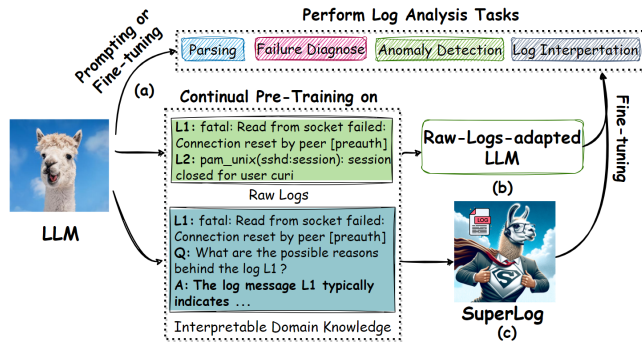 Perform Log Analysis Tasks
Parsing
Failure Diagnose
Anomaly Detection
Log Interpertation
Prompting or
Fine-tuning
(a)
Continual Pre-Training on
L1: fatal: Read from socket failed:
Connection reset by peer [preauth]
L2: pam_unix(sshd:session): session
closed for user curi
Raw Logs
Raw-Logs-adapted
LLM
(b)
Fine-tuning
LLM
L1: fatal: Read from socket failed:
Connection reset by peer [preauth]
Q: What are the possible reasons
behind the log L1 ?
A: The log message L1 typically
indicates ...
Interpretable Domain Knowledge
LOG
S
SuperLog
(c)